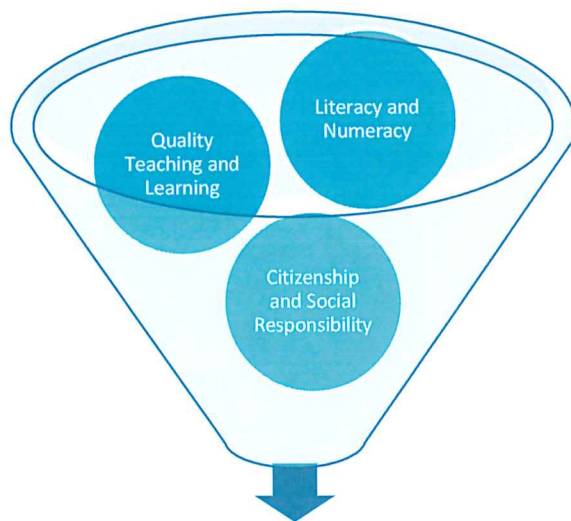 Literacy and
Numeracy
Quality
Teaching and
Learning
Citizenship
and Social
Responsibility